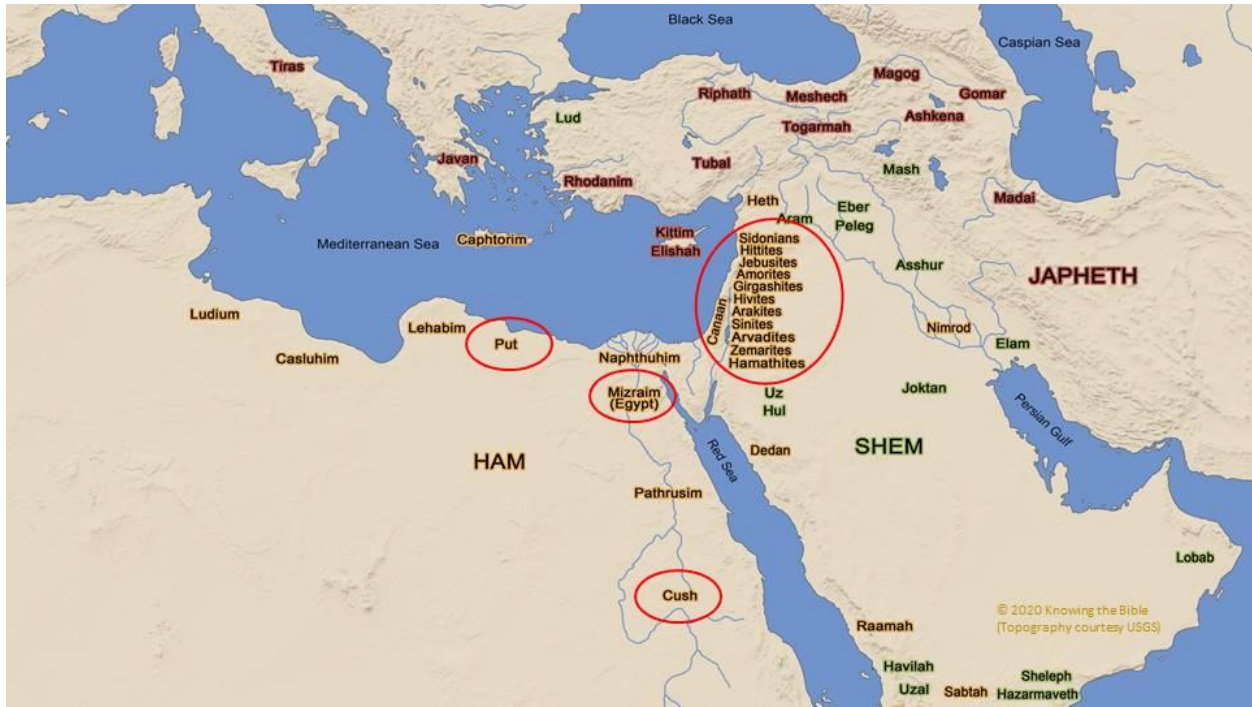 Black Sea
Caspian Sea
Tiras
Magog
Riphath
Meshech
Gomar
Lud
Ashkena
Togarmah
Javan
Tubal
Mash
Rhodanim
Madai
Heth
Eber
Peleg
Aram
Kittim
Elishah
Mediterranean Sea
Caphtorim
Sidonians
Hittites
Jebusites
Amorites
Girgashites
Hivites
Arakites
Sinites
Arvadites
Zemarites
Hamathites
Canaan
Asshur
JAPHETH
Ludium
Lehabim
Nimrod
Put
Casluhim
Naphthuhim
Elam
Mizraim
(Egypt)
Uz
Hul
Joktan
Persian Gulf
Red Sea
Dedan
SHEM
HAM
Pathrusim
Lobab
Cush
© 2020 Knowing the Bible
(Topography courtesy USGS)
Raamah
Havilah
Uzal
Sabtah
Sheleph
Hazarmaveth